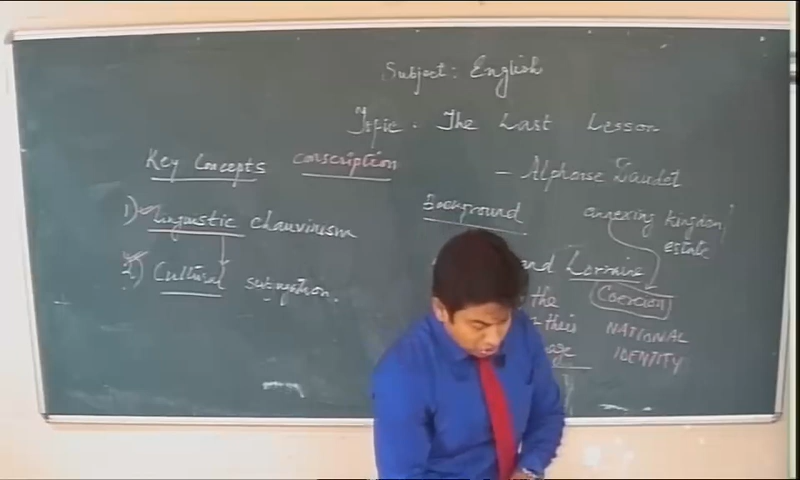 Subject: English
Topic. The Last Lesson
Key Concepts conscription
- Alphonse Daudet
1) Linguistic chauvinism
Background
annexing kingdom/
estate
2) Cultural
and Lorraine
Coercion
the
NATIONAL
IDENTITY